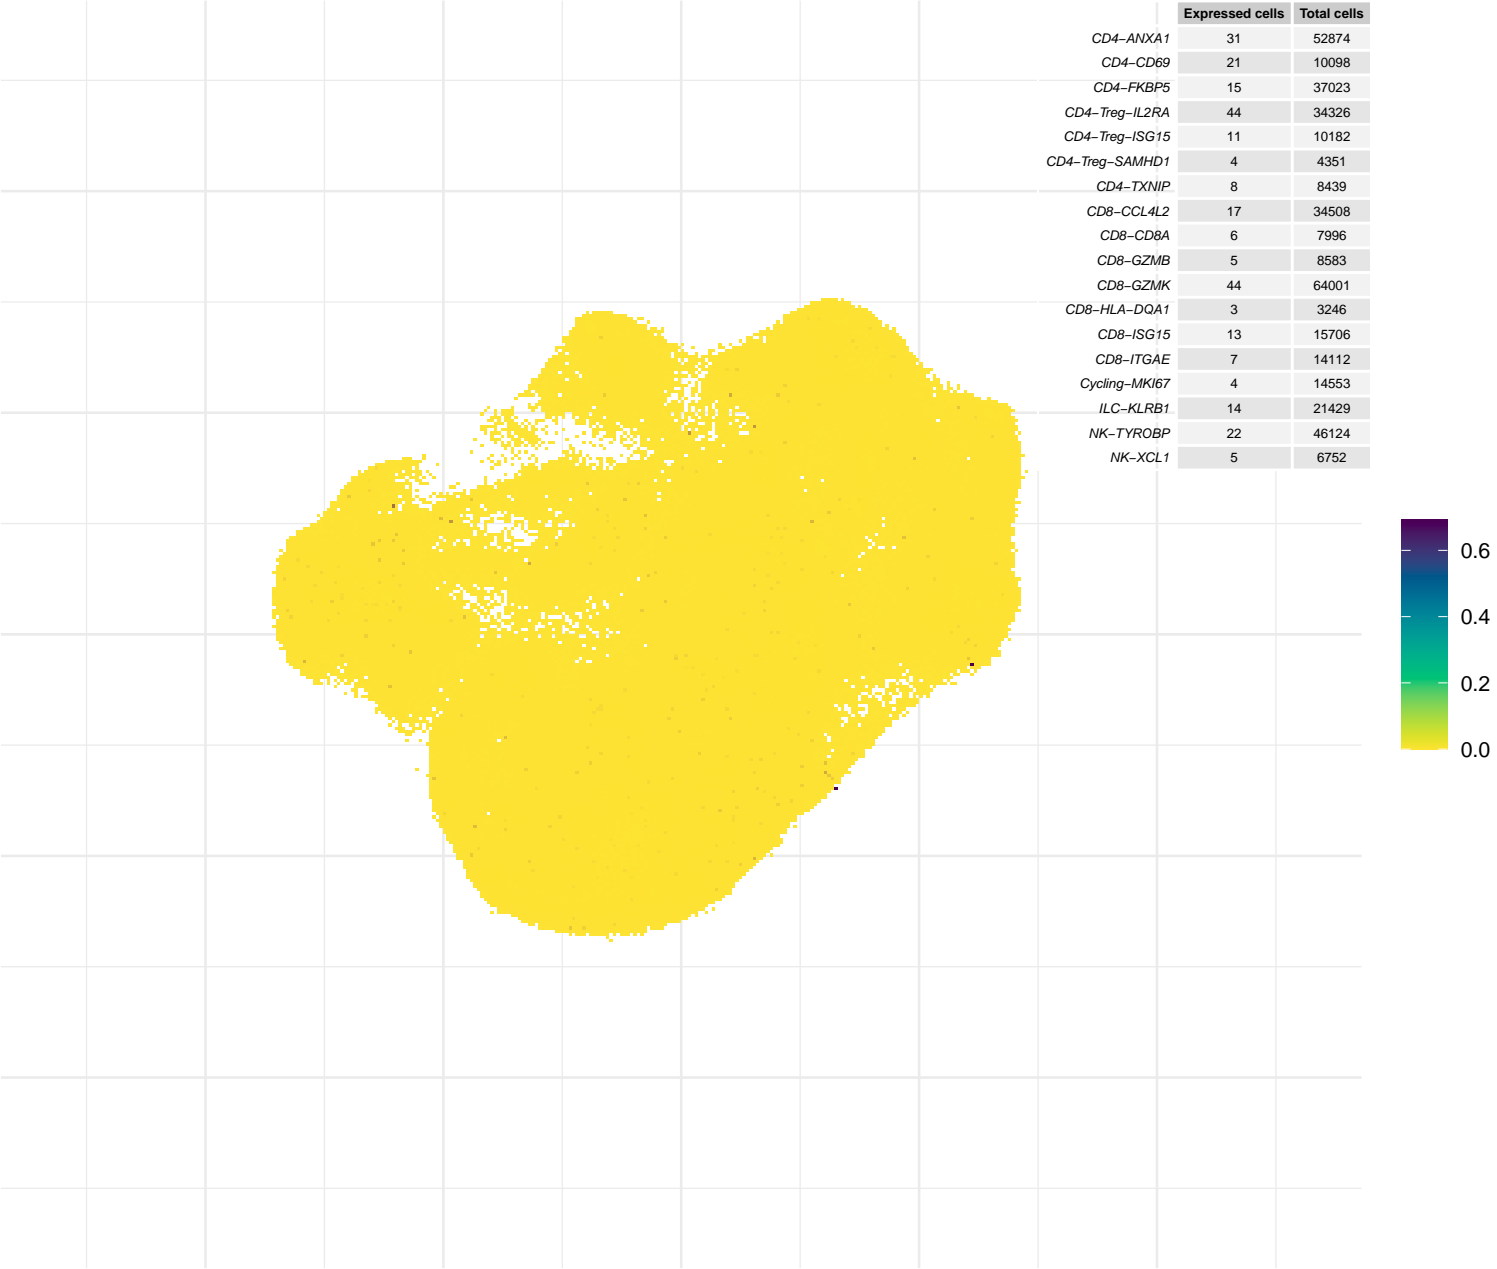 Expressed cells Total cells
CD4−ANXA1 31 52874
CD4−CD69 21 10098
CD4−FKBP5 15 37023
CD4−Treg−IL2RA 44 34326
CD4−Treg−ISG15 11 10182
CD4−Treg−SAMHD1 4 4351
CD4−TXNIP 8 8439
CD8−CCL4L2 17 34508
CD8−CD8A 6 7996
CD8−GZMB 5 8583
CD8−GZMK 44 64001
CD8−HLA−DQA1 3 3246
CD8−ISG15 13 15706
CD8−ITGAE 7 14112
Cycling−MKI67 4 14553
ILC−KLRB1 14 21429
NK−TYROBP 22 46124
NK−XCL1 5 6752
0.6
0.4
0.2
0.0